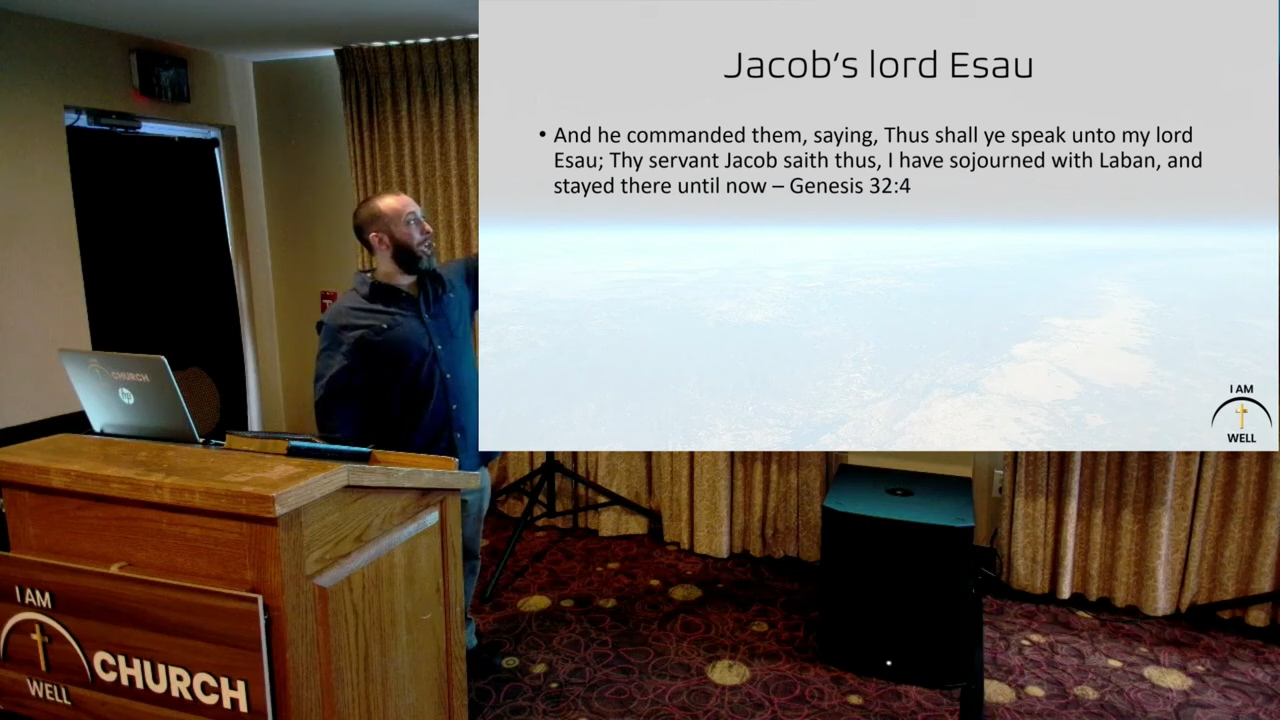 Jacob's lord Esau
• And he commanded them, saying, Thus shall ye speak unto my lord
Esau; Thy servant Jacob saith thus, I have sojourned with Laban, and
stayed there until now – Genesis 32:4
I AM
WELL
CHURCH
hp
I AM
WELL
CHURCH